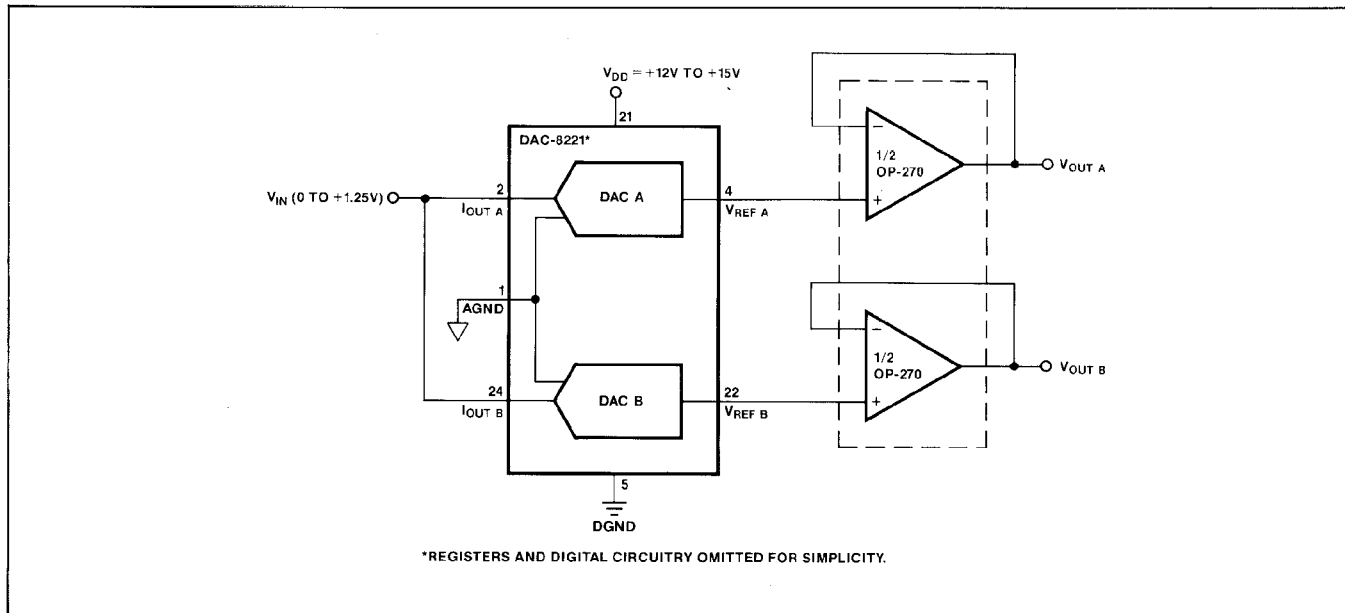 V_DD = +12V TO +15V
21
DAC-8221*
DAC A
2
I_OUT A
V_IN (0 TO +1.25V)
4
V_REF A
1/2
OP-270
−
+
V_OUT A
1
AGND
24
I_OUT B
DAC B
22
V_REF B
1/2
OP-270
−
+
V_OUT B
5
DGND
*REGISTERS AND DIGITAL CIRCUITRY OMITTED FOR SIMPLICITY.